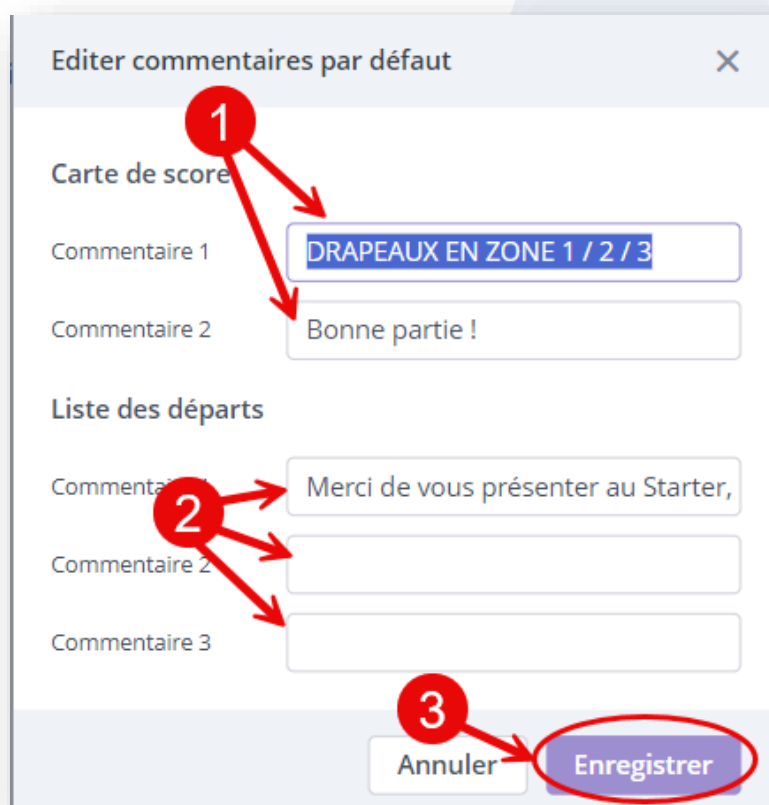 Editer commentaires par défaut
1
Carte de score
Commentaire 1
DRAPEAUX EN ZONE 1 / 2 / 3
Commentaire 2
Bonne partie !
Liste des départs
Merci de vous présenter au Starter,
2
Commentaire 2
Commentaire 3
3
Annuler
Enregistrer